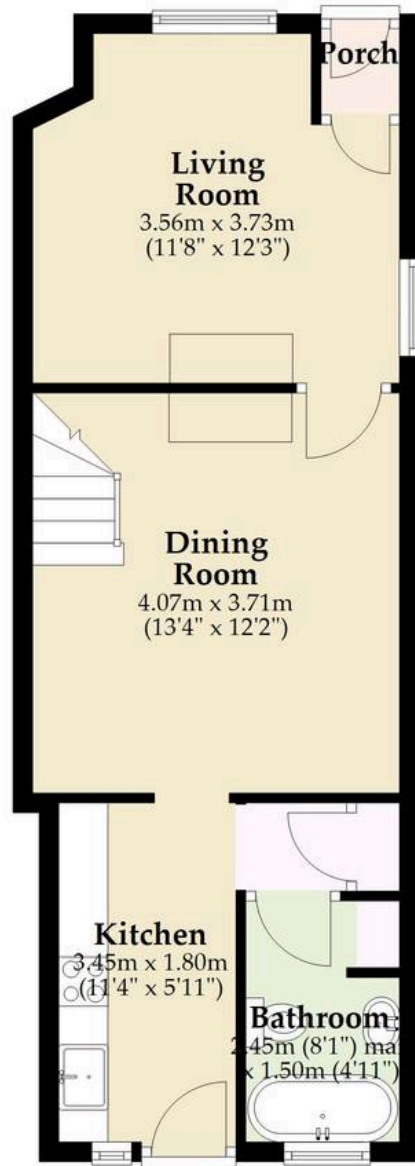 Porch
Living
Room
3.56m x 3.73m
(11'8" x 12'3")
Dining
Room
4.07m x 3.71m
(13'4" x 12'2")
Kitchen
3.45m x 1.80m
(11'4" x 5'11")
Bathroom
2.45m (8'1") ma
x 1.50m (4'11")